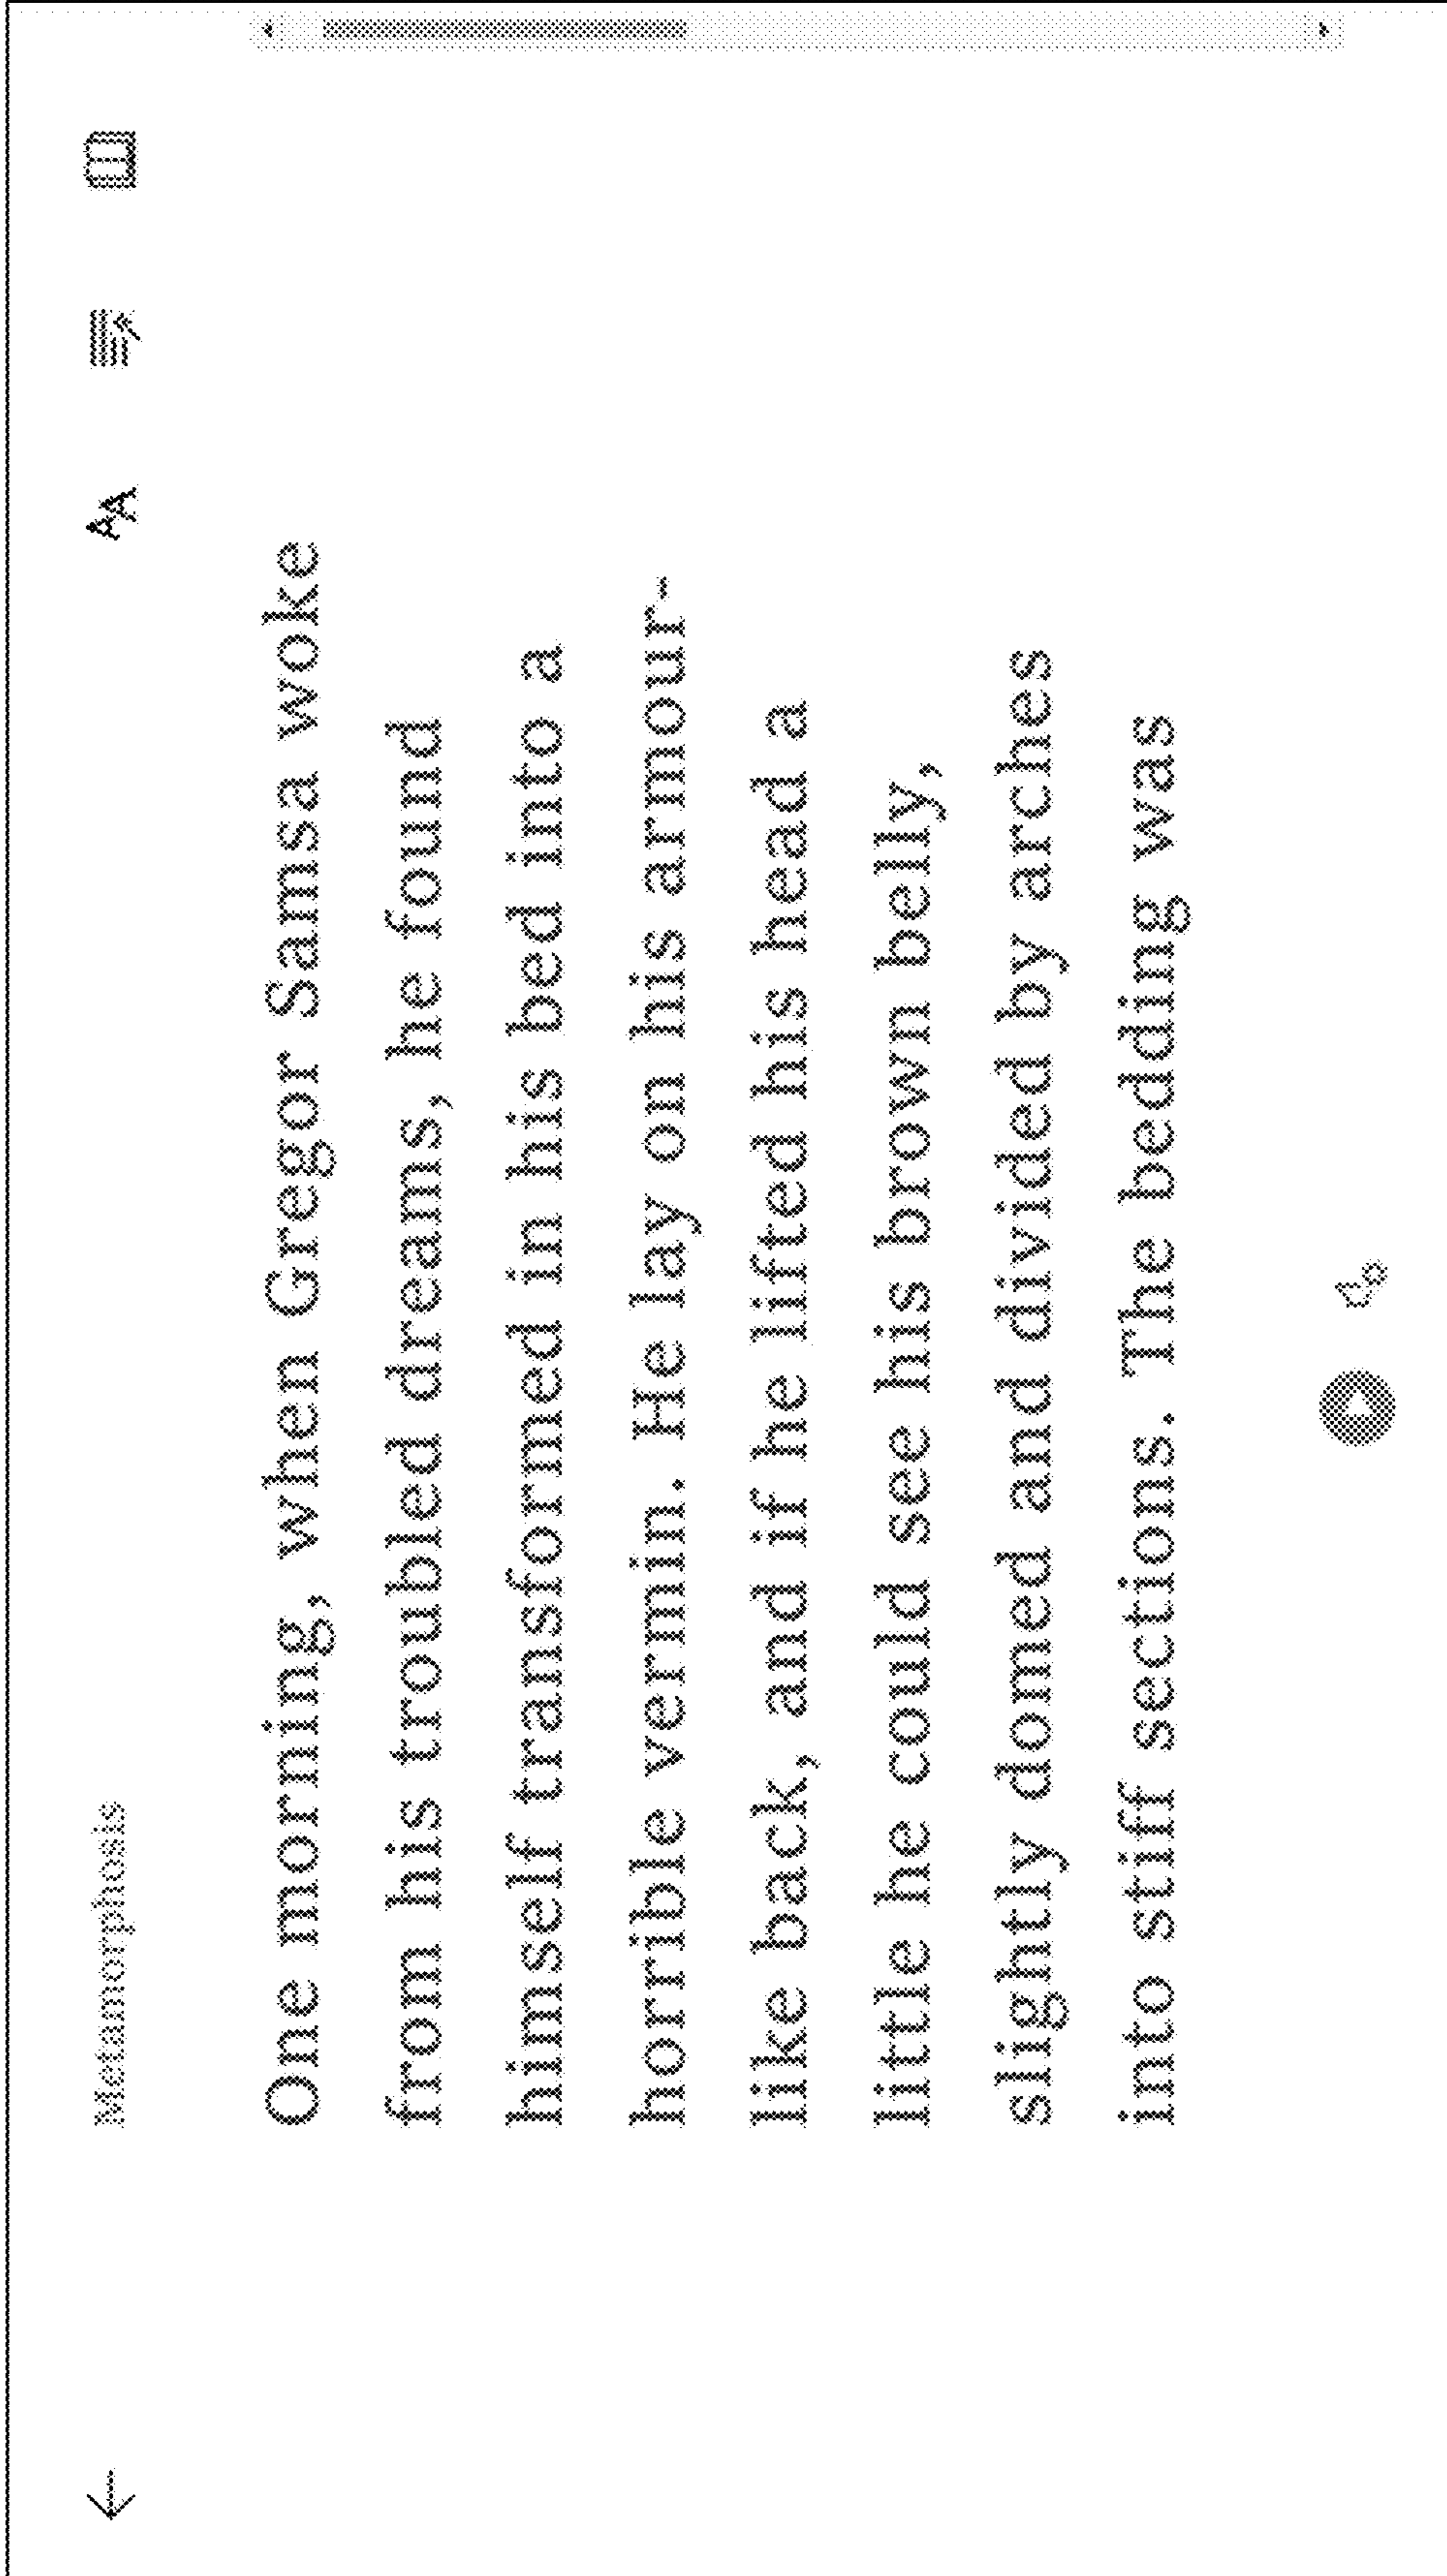 Metamorphosis
AA
One morning, when Gregor Samsa woke
from his troubled dreams, he found
himself transformed in his bed into a
horrible vermin. He lay on his armour-
like back, and if he lifted his head a
little he could see his brown belly,
slightly domed and divided by arches
into stiff sections. The bedding was